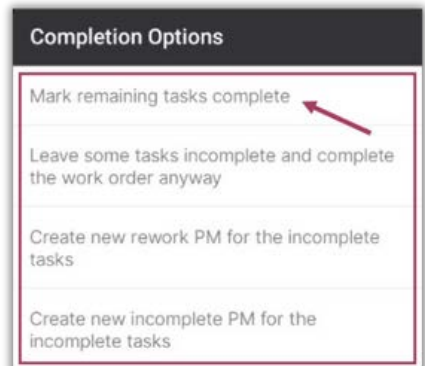 Completion Options
Mark remaining tasks complete
Leave some tasks incomplete and complete
the work order anyway
Create new rework PM for the incomplete
tasks
Create new incomplete PM for the
incomplete tasks